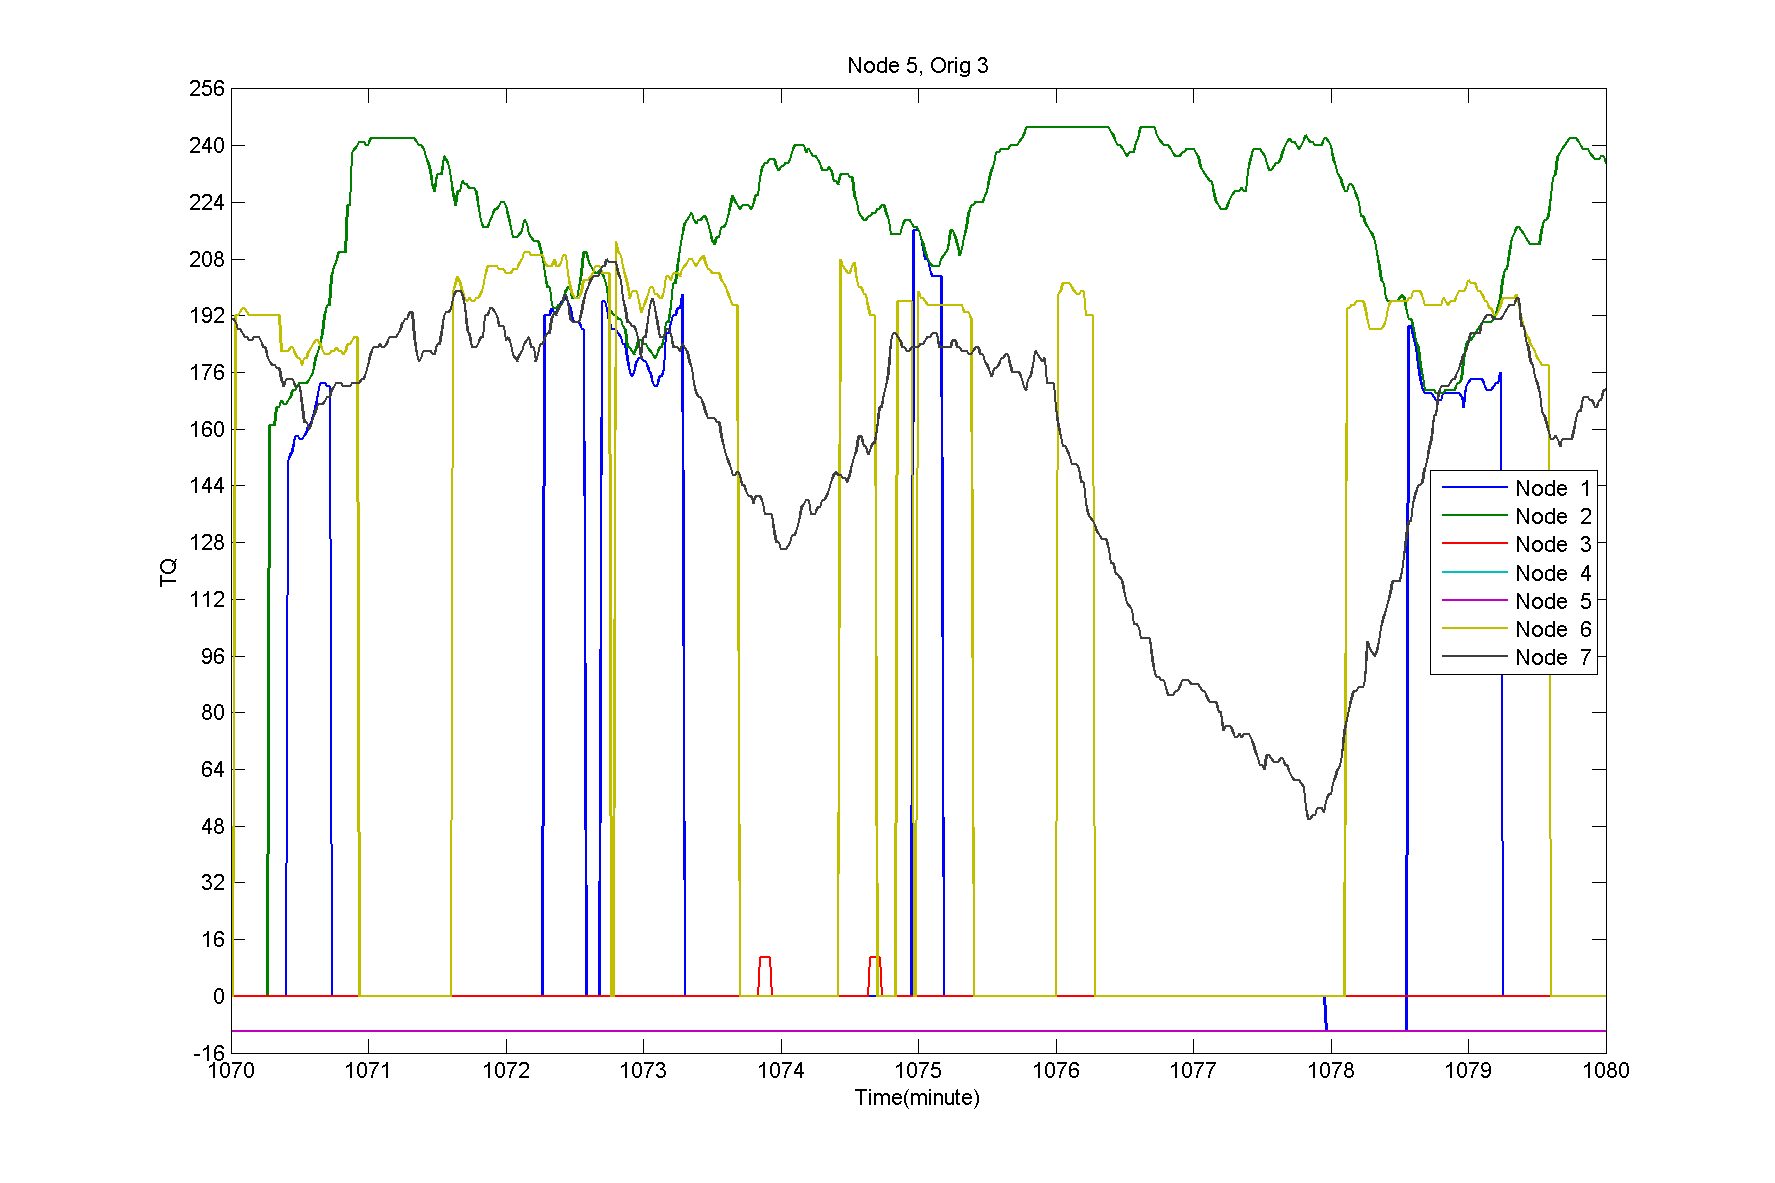 Node 5, Orig 3
256
240
224
208
192
176
160
144
128
112
96
80
64
48
32
16
0
-16
TQ
Node 1
Node 2
Node 3
Node 4
Node 5
Node 6
Node 7
1070 1071 1072 1073 1074 1075 1076 1077 1078 1079 1080
Time(minute)